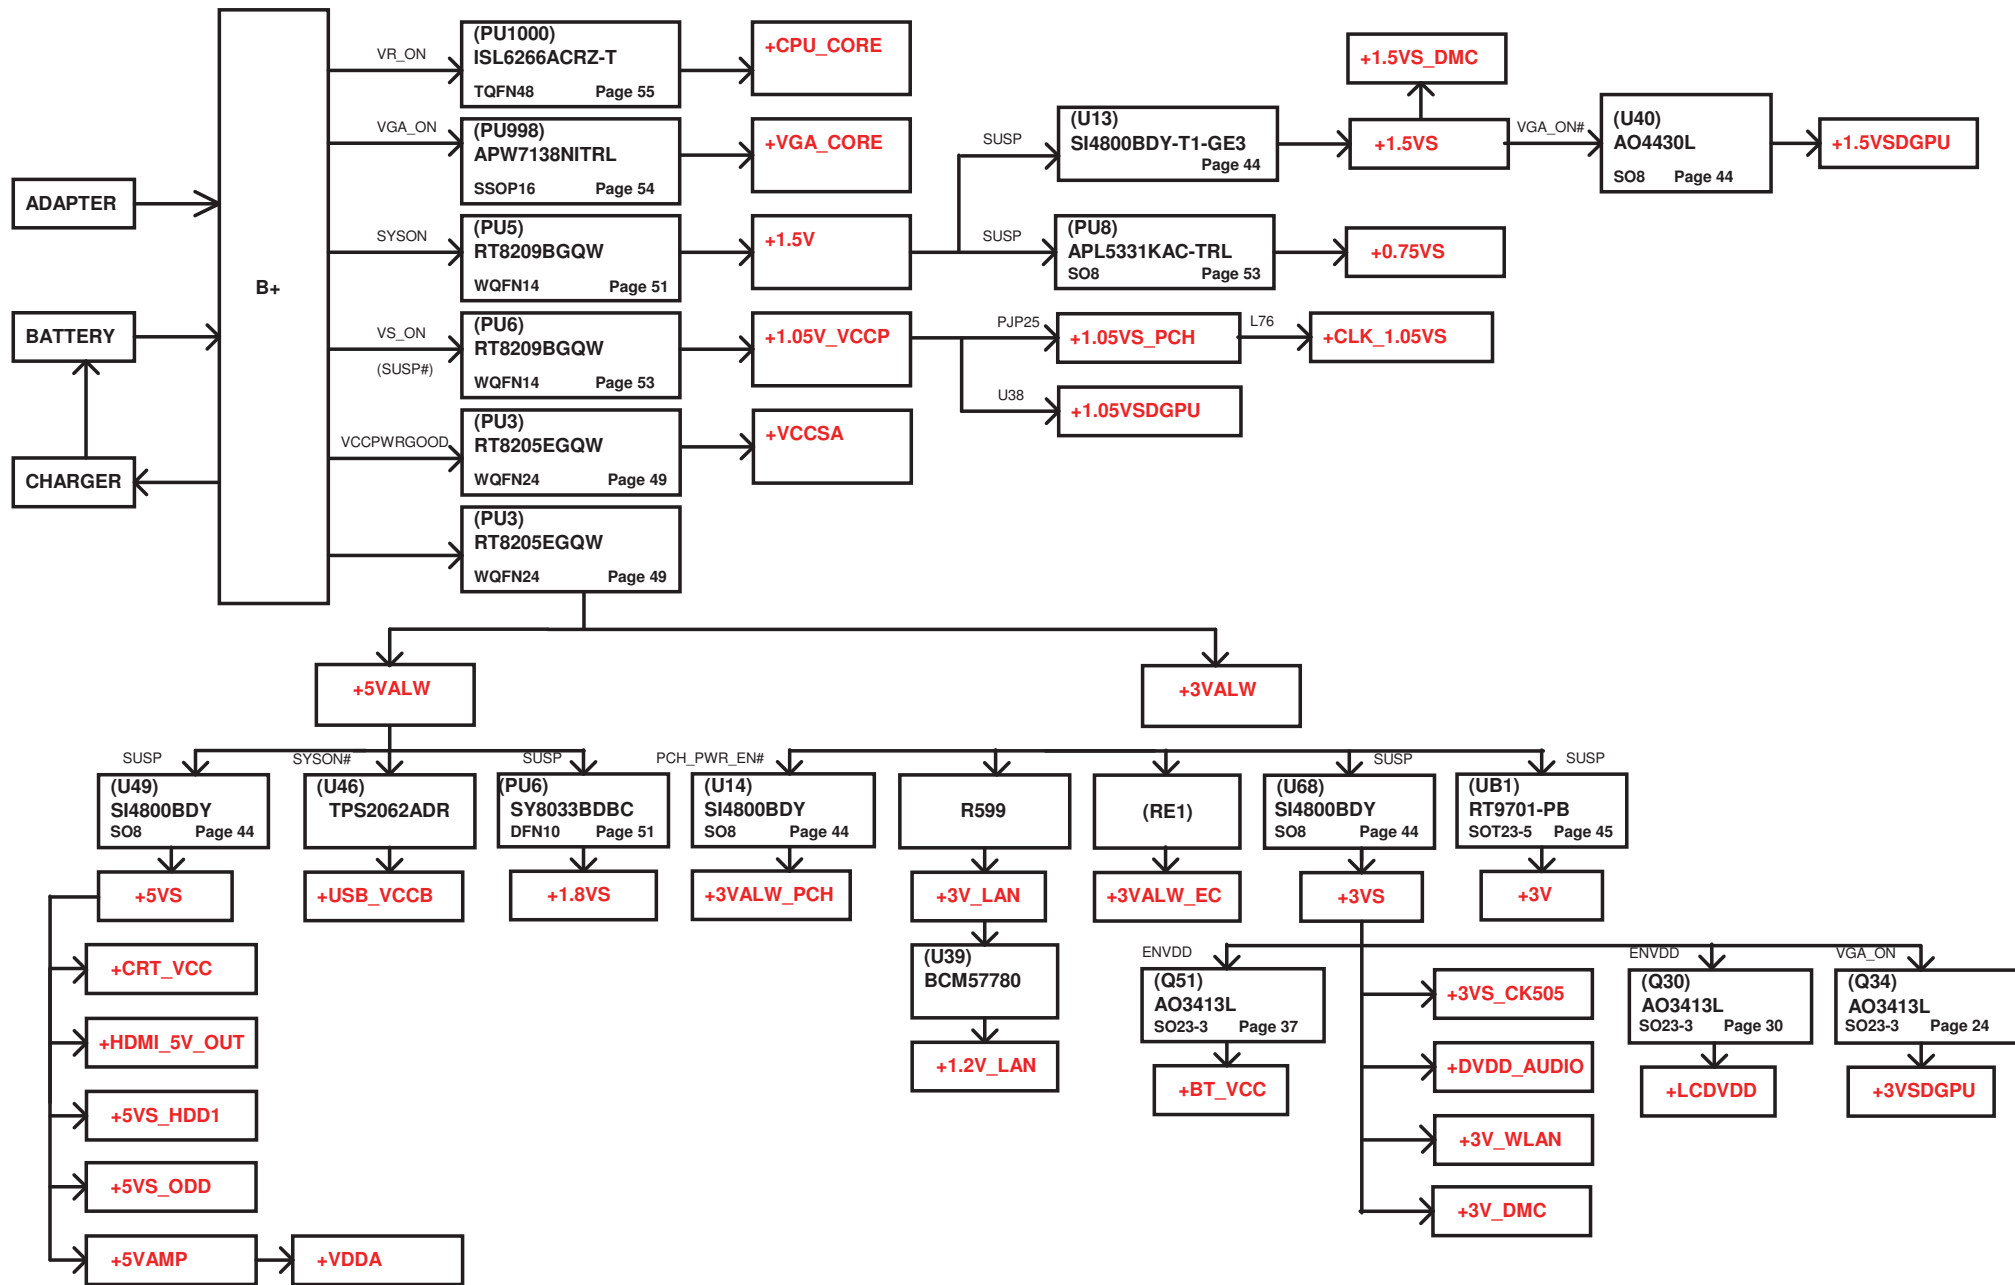 ADAPTER
BATTERY
CHARGER
B+
VR_ON
(PU1000)
ISL6266ACRZ-T
TQFN48 Page 55
+CPU_CORE
VGA_ON
(PU998)
APW7138NITRL
SSOP16 Page 54
+VGA_CORE
SYSON
(PU5)
RT8209BGQW
WQFN14 Page 51
+1.5V
VS_ON
(SUSP#)
(PU6)
RT8209BGQW
WQFN14 Page 53
+1.05V_VCCP
VCCPWRGOOD
(PU3)
RT8205EGQW
WQFN24 Page 49
+VCCSA
(PU3)
RT8205EGQW
WQFN24 Page 49
SUSP
(U13)
SI4800BDY-T1-GE3
Page 44
+1.5VS_DMC
+1.5VS
VGA_ON#
(U40)
AO4430L
SO8 Page 44
+1.5VSDGPU
SUSP
(PU8)
APL5331KAC-TRL
SO8 Page 53
+0.75VS
PJP25
+1.05VS_PCH
L76
+CLK_1.05VS
U38
+1.05VSDGPU
+5VALW
+3VALW
SUSP
(U49)
SI4800BDY
SO8 Page 44
+5VS
SYSON#
(U46)
TPS2062ADR
+USB_VCCB
SUSP
(PU6)
SY8033BDBC
DFN10 Page 51
+1.8VS
PCH_PWR_EN#
(U14)
SI4800BDY
SO8 Page 44
+3VALW_PCH
R599
+3V_LAN
(U39)
BCM57780
+1.2V_LAN
(RE1)
+3VALW_EC
SUSP
(U68)
SI4800BDY
SO8 Page 44
+3VS
SUSP
(UB1)
RT9701-PB
SOT23-5 Page 45
+3V
+CRT_VCC
+HDMI_5V_OUT
+5VS_HDD1
+5VS_ODD
+5VAMP
+VDDA
ENVDD
(Q51)
AO3413L
SO23-3 Page 37
+BT_VCC
+3VS_CK505
+DVDD_AUDIO
+3V_WLAN
+3V_DMC
ENVDD
(Q30)
AO3413L
SO23-3 Page 30
+LCDVDD
VGA_ON
(Q34)
AO3413L
SO23-3 Page 24
+3VSDGPU